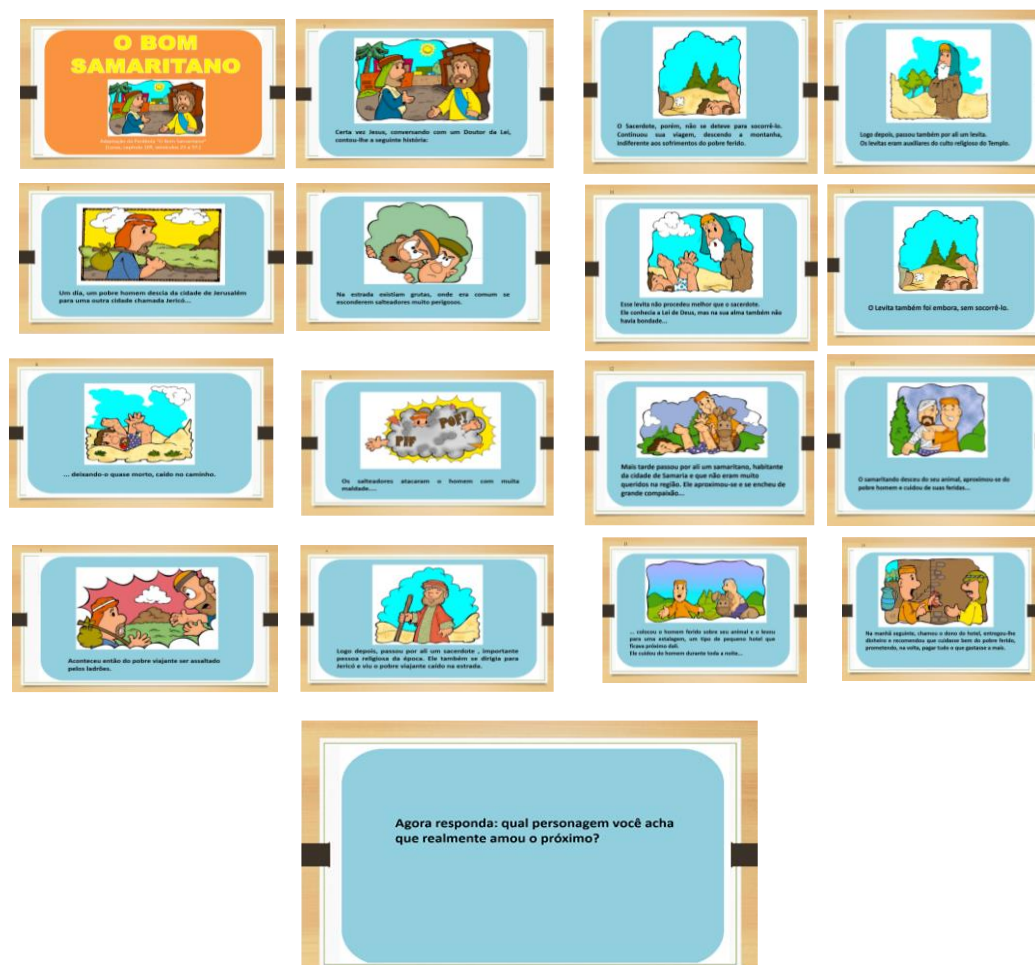 O BOM
SAMARITANO
Adaptação da Parábola "O Bom Samaritano"
Certa vez Jesus, conversando com um Doutor da Lei,
contou-lhe a seguinte história:
Um dia, um pobre homem descia da cidade de Jerusalém
para uma outra cidade chamada Jericó...
Na estrada existiam grutas, onde era comum se
esconderem salteadores muito perigosos.
... deixando-o quase morto, caído no caminho.
PIF
POF!
Os salteadores atacaram o homem com muita
maldade....
Aconteceu então do pobre viajante ser assaltado
pelos ladrões.
Logo depois, passou por ali um sacerdote , importante
pessoa religiosa da época. Ele também se dirigia para
Jericó e viu o pobre viajante caído na estrada.
O Sacerdote, porém, não se deteve para socorrê-lo.
Continuou sua viagem, descendo a montanha,
indiferente aos sofrimentos do pobre ferido.
Logo depois, passou também por ali um levita.
Os levitas eram auxiliares do culto religioso do Templo.
Esse levita não procedeu melhor que o sacerdote.
Ele conhecia a Lei de Deus, mas na sua alma também não
havia bondade...
O Levita também foi embora, sem socorrê-lo.
Mais tarde passou por ali um samaritano, habitante
da cidade de Samaria e que não eram muito
queridos na região. Ele aproximou-se e se encheu de
grande compaixão...
O samaritando desceu do seu animal, aproximou-se do
pobre homem e cuidou de suas feridas...
... colocou o homem ferido sobre seu animal e o levou
para uma estalagem, um tipo de pequeno hotel que
ficava próximo dali.
Ele cuidou do homem durante toda a noite...
Na manhã seguinte, chamou o dono do hotel, entregou-lhe
dinheiro e recomendou que cuidasse bem do pobre ferido,
prometendo, na volta, pagar tudo o que gastasse a mais.
Agora responda: qual personagem você acha
que realmente amou o próximo?